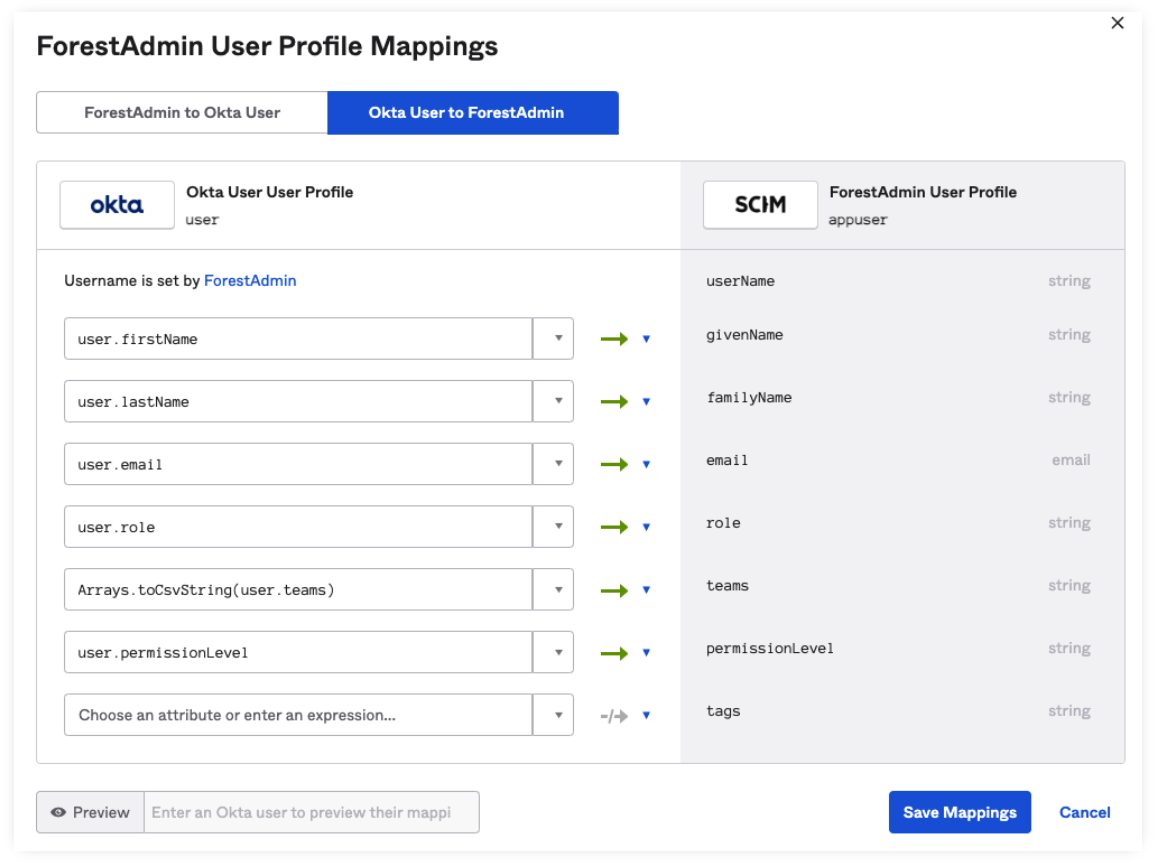 ForestAdmin User Profile Mappings
ForestAdmin to Okta User
Okta User to ForestAdmin
okta
Okta User User Profile
user
SCIM
ForestAdmin User Profile
appuser
Username is set by ForestAdmin
userName string
user.firstName
givenName string
user.lastName
familyName string
user.email
email email
user.role
role string
Arrays.toCsvString(user.teams)
teams string
user.permissionLevel
permissionLevel string
Choose an attribute or enter an expression...
tags string
Preview
Enter an Okta user to preview their mappi
Save Mappings
Cancel